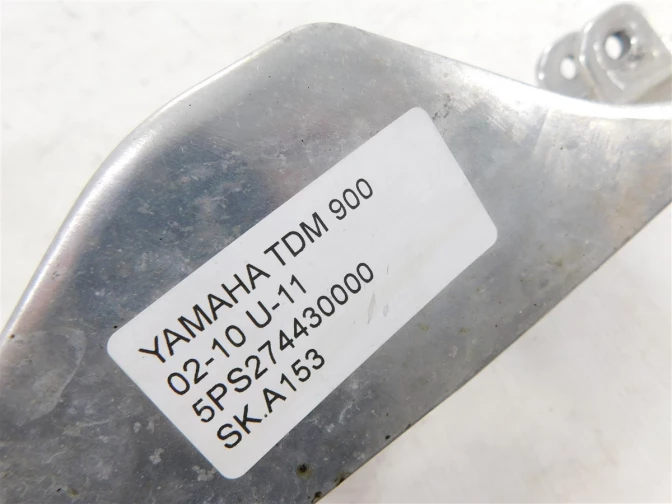 YAMAHA TDM 900
02-10 U-11
5PS274430000
SK.A153